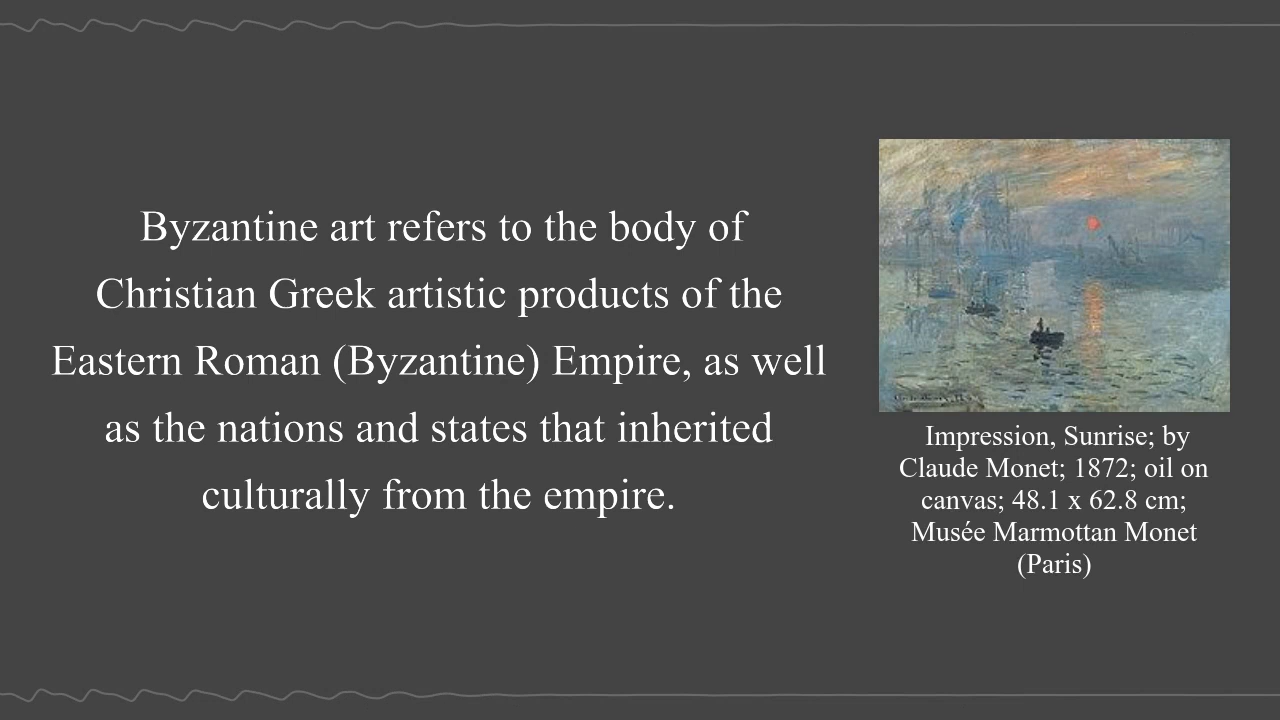 Byzantine art refers to the body of
Christian Greek artistic products of the
Eastern Roman (Byzantine) Empire, as well
as the nations and states that inherited
culturally from the empire.
Impression, Sunrise; by
Claude Monet; 1872; oil on
canvas; 48.1 x 62.8 cm;
Musée Marmottan Monet
(Paris)